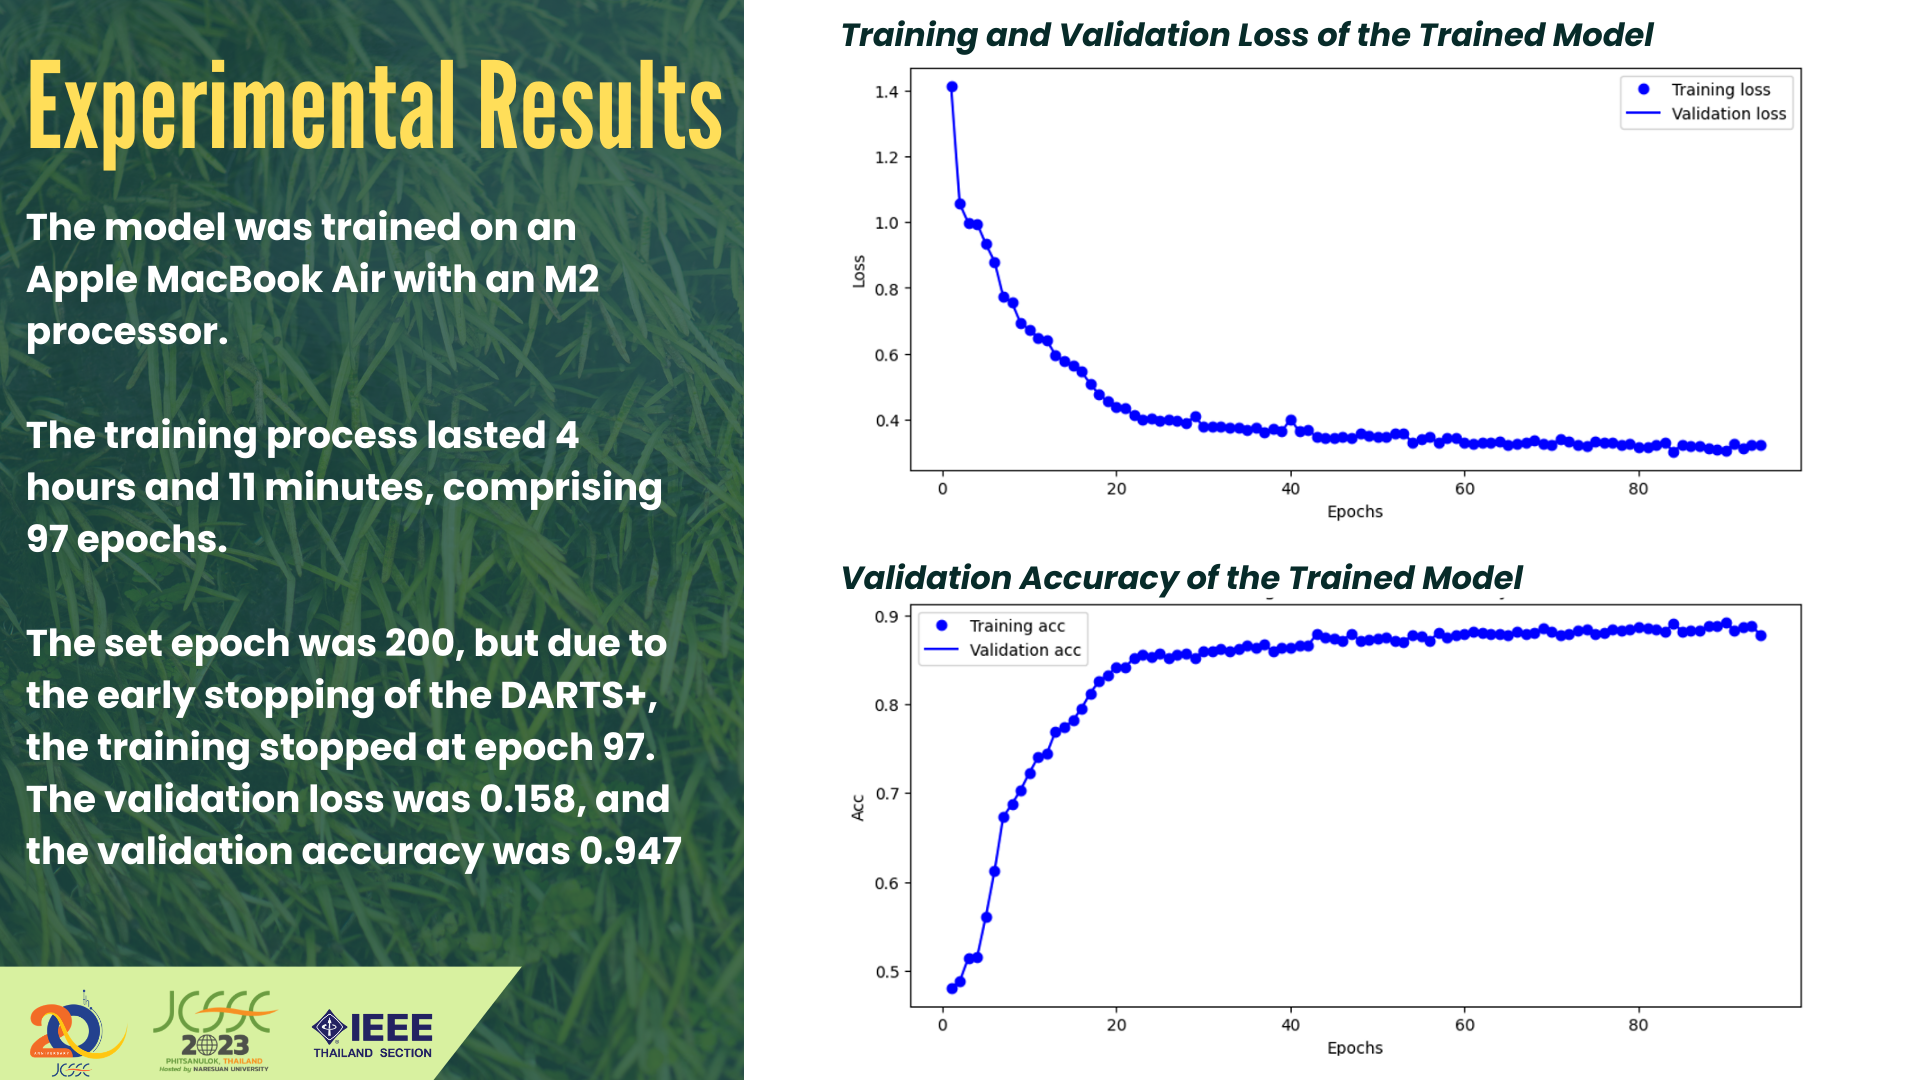 Experimental Results
The model was trained on an
Apple MacBook Air with an M2
processor.
The training process lasted 4
hours and 11 minutes, comprising
97 epochs.
The set epoch was 200, but due to
the early stopping of the DARTS+,
the training stopped at epoch 97.
The validation loss was 0.158, and
the validation accuracy was 0.947
20
JCSSE
JCSSE
2023
PHITSANULOK, THAILAND
Hosted by NARESUAN UNIVERSITY
IEEE
THAILAND SECTION
Training and Validation Loss of the Trained Model
Training loss
Validation loss
1.4
1.2
1.0
0.8
0.6
0.4
Loss
0 20 40 60 80
Epochs
Validation Accuracy of the Trained Model
Training acc
Validation acc
0.9
0.8
0.7
0.6
0.5
Acc
0 20 40 60 80
Epochs